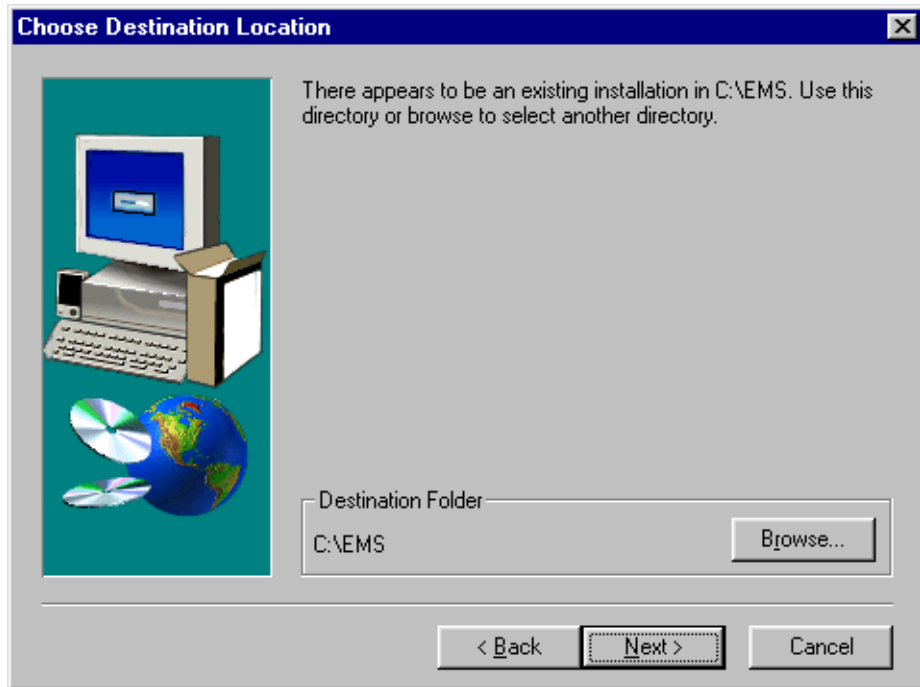 Choose Destination Location
There appears to be an existing installation in C:\EMS. Use this
directory or browse to select another directory.
Destination Folder
C:\EMS
Browse...
< Back
Next >
Cancel